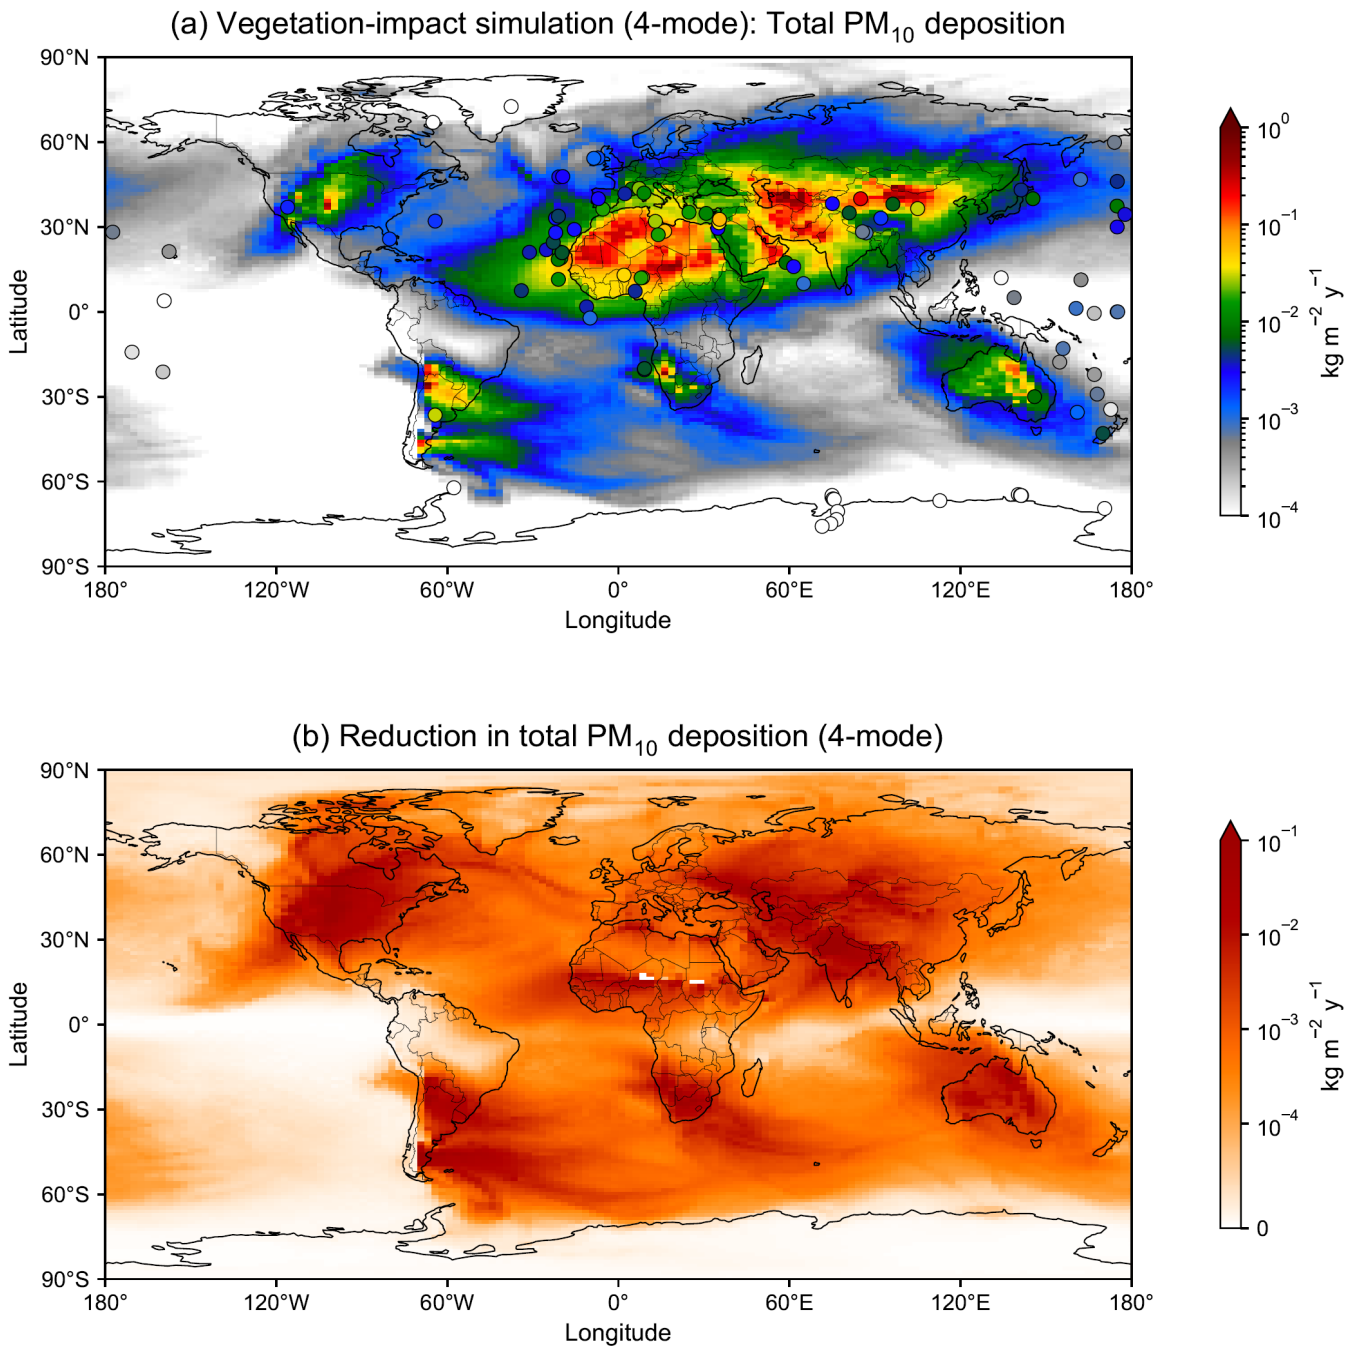 (a) Vegetation-impact simulation (4-mode): Total PM₁₀ deposition
90°N
60°N
30°N
0°
30°S
60°S
90°S
Latitude
180°
120°W
60°W
0°
60°E
120°E
180°
Longitude
10⁰
10⁻¹
10⁻²
10⁻³
10⁻⁴
kg m⁻² y⁻¹
(b) Reduction in total PM₁₀ deposition (4-mode)
90°N
60°N
30°N
0°
30°S
60°S
90°S
Latitude
180°
120°W
60°W
0°
60°E
120°E
180°
Longitude
10⁻¹
10⁻²
10⁻³
10⁻⁴
0
kg m⁻² y⁻¹